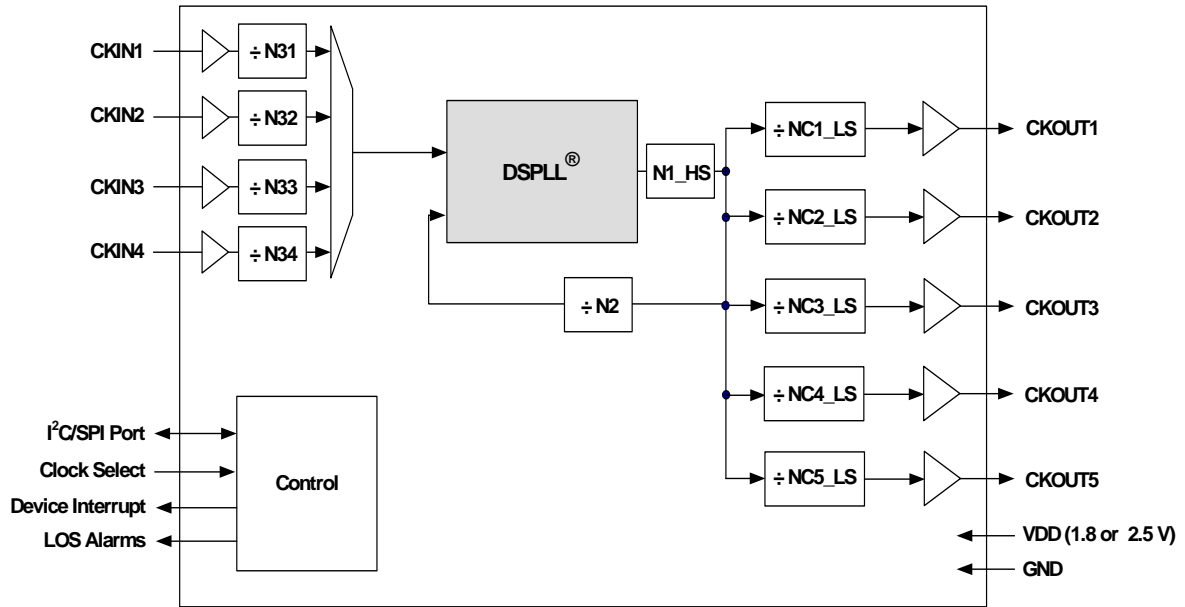 CKIN1
÷ N31
CKIN2
÷ N32
CKIN3
÷ N33
CKIN4
÷ N34
DSPLL®
N1_HS
÷ N2
÷ NC1_LS
CKOUT1
÷ NC2_LS
CKOUT2
÷ NC3_LS
CKOUT3
÷ NC4_LS
CKOUT4
÷ NC5_LS
CKOUT5
I²C/SPI Port
Clock Select
Device Interrupt
LOS Alarms
Control
VDD (1.8 or 2.5 V)
GND